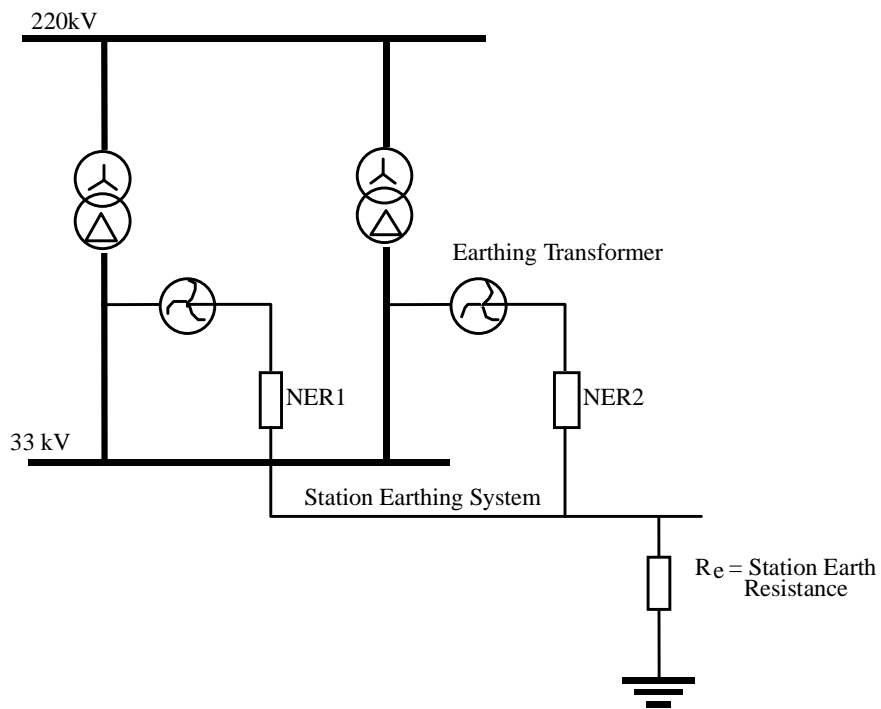 220kV
Earthing Transformer
NER1
NER2
33 kV
Station Earthing System
Re = Station Earth
Resistance